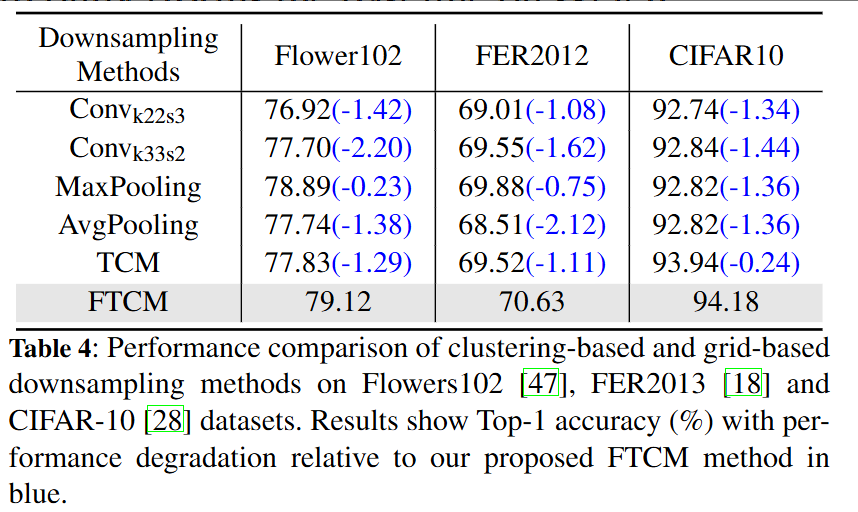 Downsampling Methods | Flower102 | FER2012 | CIFAR10
Conv_k22s3 | 76.92(-1.42) | 69.01(-1.08) | 92.74(-1.34)
Conv_k33s2 | 77.70(-2.20) | 69.55(-1.62) | 92.84(-1.44)
MaxPooling | 78.89(-0.23) | 69.88(-0.75) | 92.82(-1.36)
AvgPooling | 77.74(-1.38) | 68.51(-2.12) | 92.82(-1.36)
TCM | 77.83(-1.29) | 69.52(-1.11) | 93.94(-0.24)
FTCM | 79.12 | 70.63 | 94.18
Table 4: Performance comparison of clustering-based and grid-based
downsampling methods on Flowers102 [47], FER2013 [18] and
CIFAR-10 [28] datasets. Results show Top-1 accuracy (%) with per-
formance degradation relative to our proposed FTCM method in
blue.